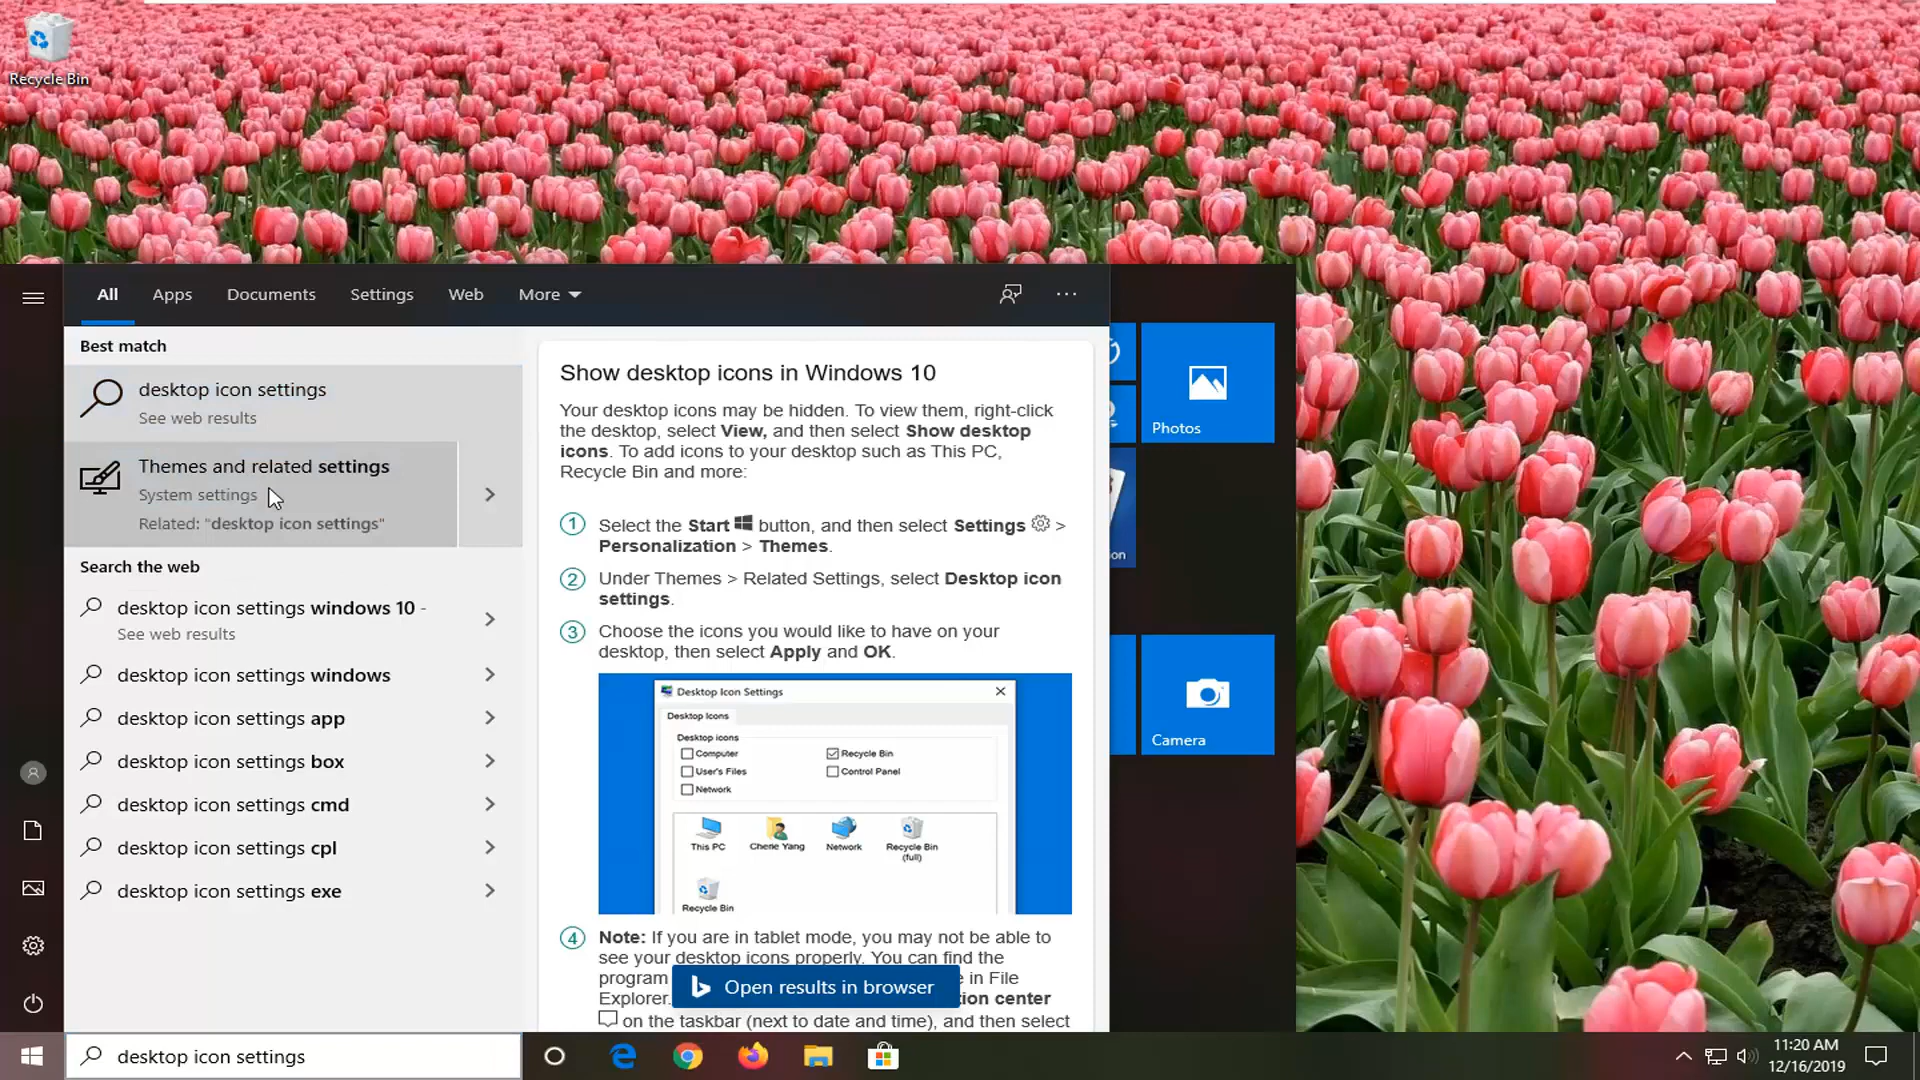 Recycle Bin
All
Apps
Documents
Settings
Web
More
Best match
desktop icon settings
See web results
Themes and related settings
System settings
Related: "desktop icon settings"
Search the web
desktop icon settings windows 10 -
See web results
desktop icon settings windows
desktop icon settings app
desktop icon settings box
desktop icon settings cmd
desktop icon settings cpl
desktop icon settings exe
Show desktop icons in Windows 10
Your desktop icons may be hidden. To view them, right-click
the desktop, select View, and then select Show desktop
icons. To add icons to your desktop such as This PC,
Recycle Bin and more:
1 Select the Start button, and then select Settings >
Personalization > Themes.
2 Under Themes > Related Settings, select Desktop icon
settings.
3 Choose the icons you would like to have on your
desktop, then select Apply and OK.
Desktop Icon Settings
Desktop Icons
Desktop icons
Computer
Recycle Bin
User's Files
Control Panel
Network
This PC
Cherie Yang
Network
Recycle Bin
(full)
Recycle Bin
4 Note: If you are in tablet mode, you may not be able to
see your desktop icons properly. You can find the
program
e in File
Explorer.
tion center
on the taskbar (next to date and time), and then select
Open results in browser
Photos
on
Camera
desktop icon settings
11:20 AM
12/16/2019